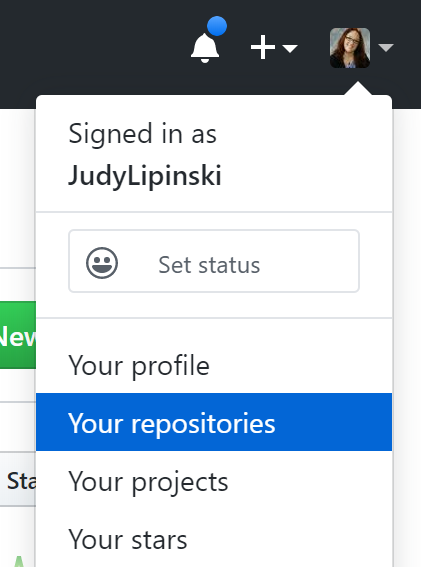 Signed in as
JudyLipinski
Set status
New
Your profile
Your repositories
Your projects
Sta
Your stars